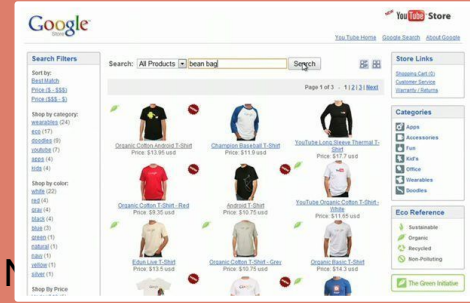 Google
Store
NEW You Tube Store
You Tube Home Google Search About Google
Search Filters
Sort by:
Best Match
Price ($ - $$$)
Price ($$$ - $)
Shop by category:
wearables (24)
eco (17)
doodles (9)
youtube (7)
apps (4)
kids (4)
Shop by color:
white (22)
red (4)
gray (4)
black (4)
blue (3)
green (1)
natural (1)
navy (1)
yellow (1)
silver (1)
Shop By Price
Search: All Products bean bag Search
Page 1 of 3 - 1 | 2 | 3 | Next
Organic Cotton Android T-Shirt
Price: $13.95 usd
Champion Baseball T-Shirt
Price: $11.9 usd
YouTube Long Sleeve Thermal T-Shirt
Price: $17.7 usd
Organic Cotton T-Shirt - Red
Price: $9.35 usd
Android T-Shirt
Price: $10.75 usd
YouTube Organic Cotton T-Shirt - White
Price: $11.65 usd
Edun Live T-Shirt
Price: $13.5 usd
Organic Cotton T-Shirt - Grey
Price: $10.75 usd
Organic Basic T-Shirt
Price: $14.3 usd
Store Links
Shopping Cart (0)
Customer Service
Warranty / Returns
Categories
Apps
Accessories
Fun
Kid's
Office
Wearables
Doodles
Eco Reference
Sustainable
Organic
Recycled
Non-Polluting
The Green Initiative